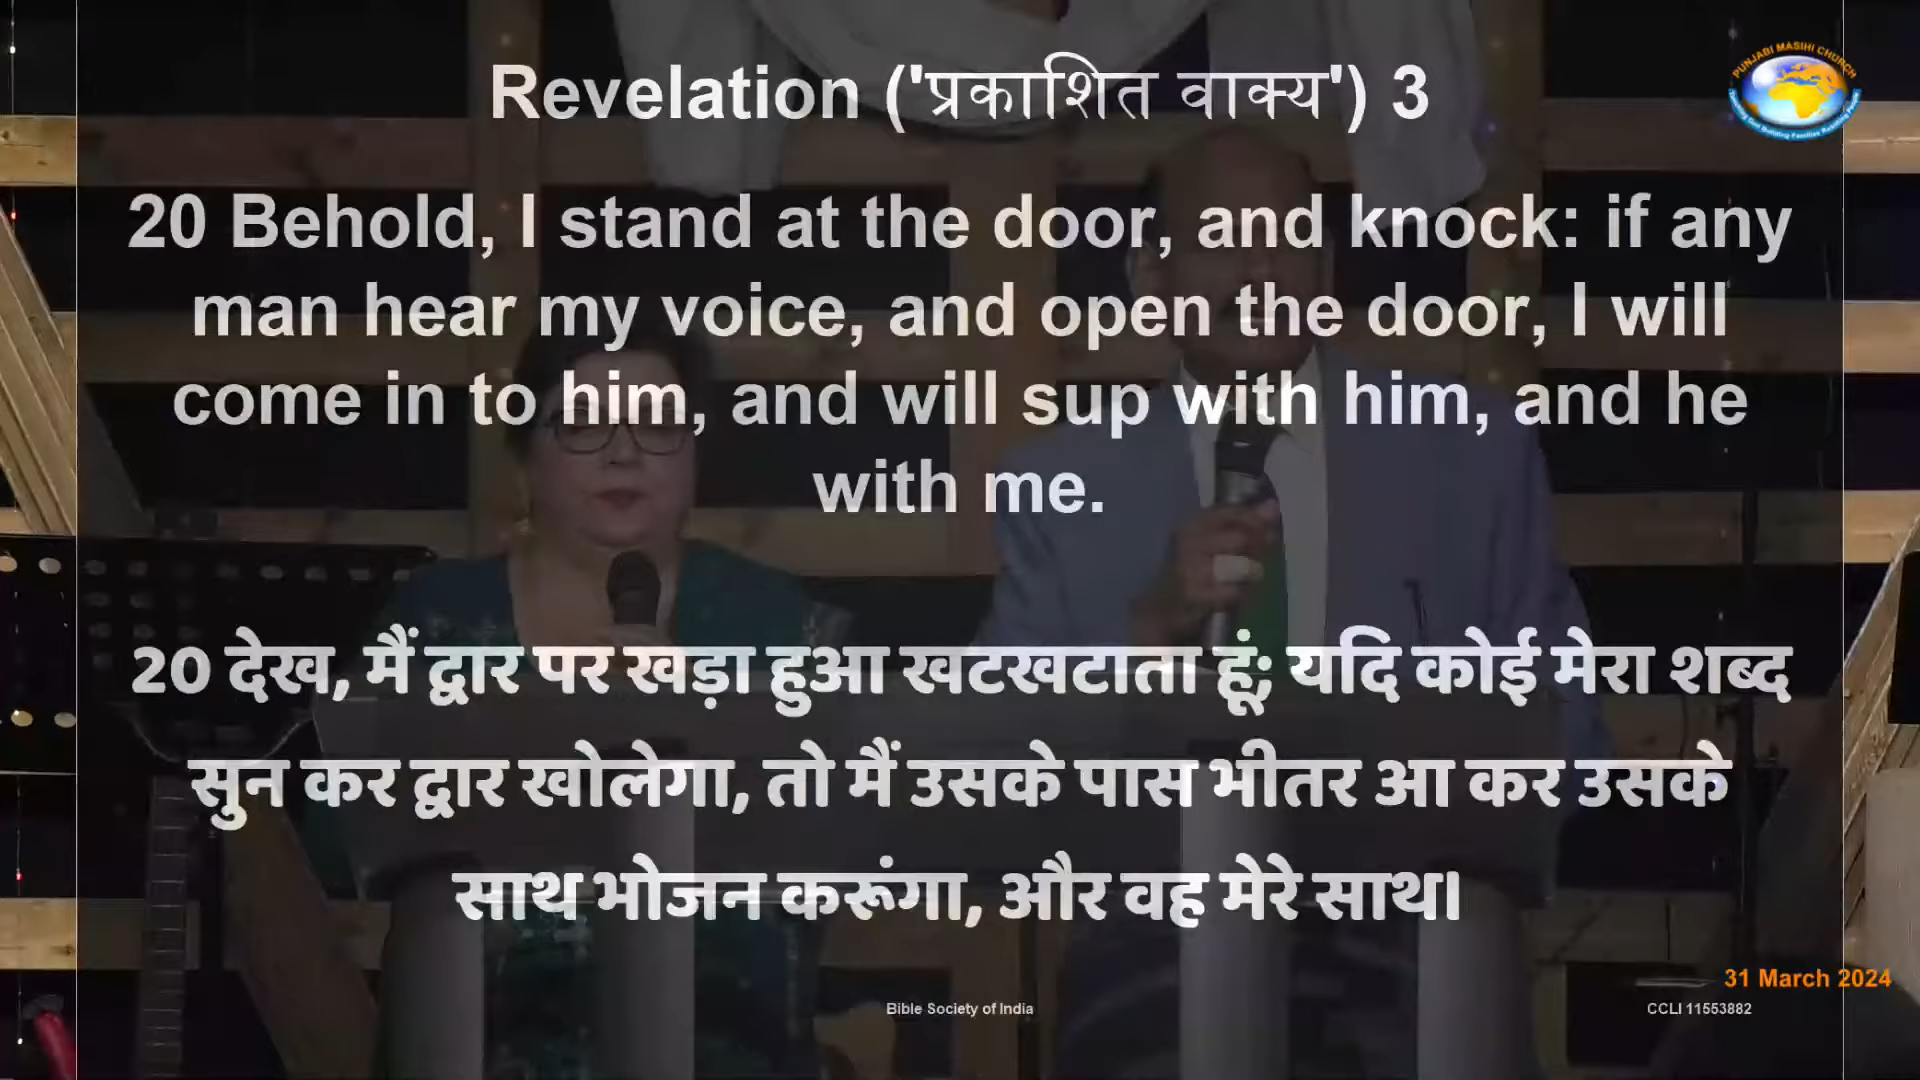 Revelation ('प्रकाशित वाक्य') 3
PUNJABI MASIHI CHURCH
20 Behold, I stand at the door, and knock: if any
man hear my voice, and open the door, I will
come in to him, and will sup with him, and he
with me.
20 देख, मैं द्वार पर खड़ा हुआ खटखटाता हूं; यदि कोई मेरा शब्द
सुन कर द्वार खोलेगा, तो मैं उसके पास भीतर आ कर उसके
साथ भोजन करूंगा, और वह मेरे साथ।
31 March 2024
Bible Society of India
CCLI 11553882